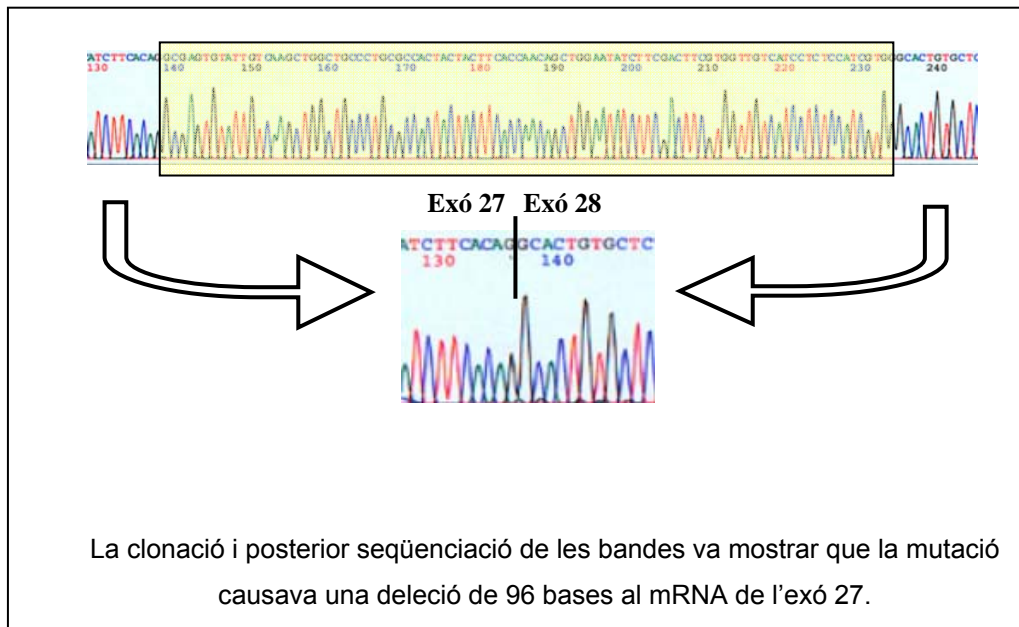 ATCTTCACAGGCGAGTGTATTGTCAAGCTGGCTGCCCTGCGCCACTACTACTTCACCAACAGCTGGAATATCTTCGACTTCGTGGTTGTCATCCTCTCCATCGTGGGCACTGTGCTC
130 140 150 160 170 180 190 200 210 220 230 240
Exó 27 Exó 28
ATCTTCACAGGCACTGTGCTC
130 140
La clonació i posterior seqüenciació de les bandes va mostrar que la mutació
causava una deleció de 96 bases al mRNA de l’exó 27.